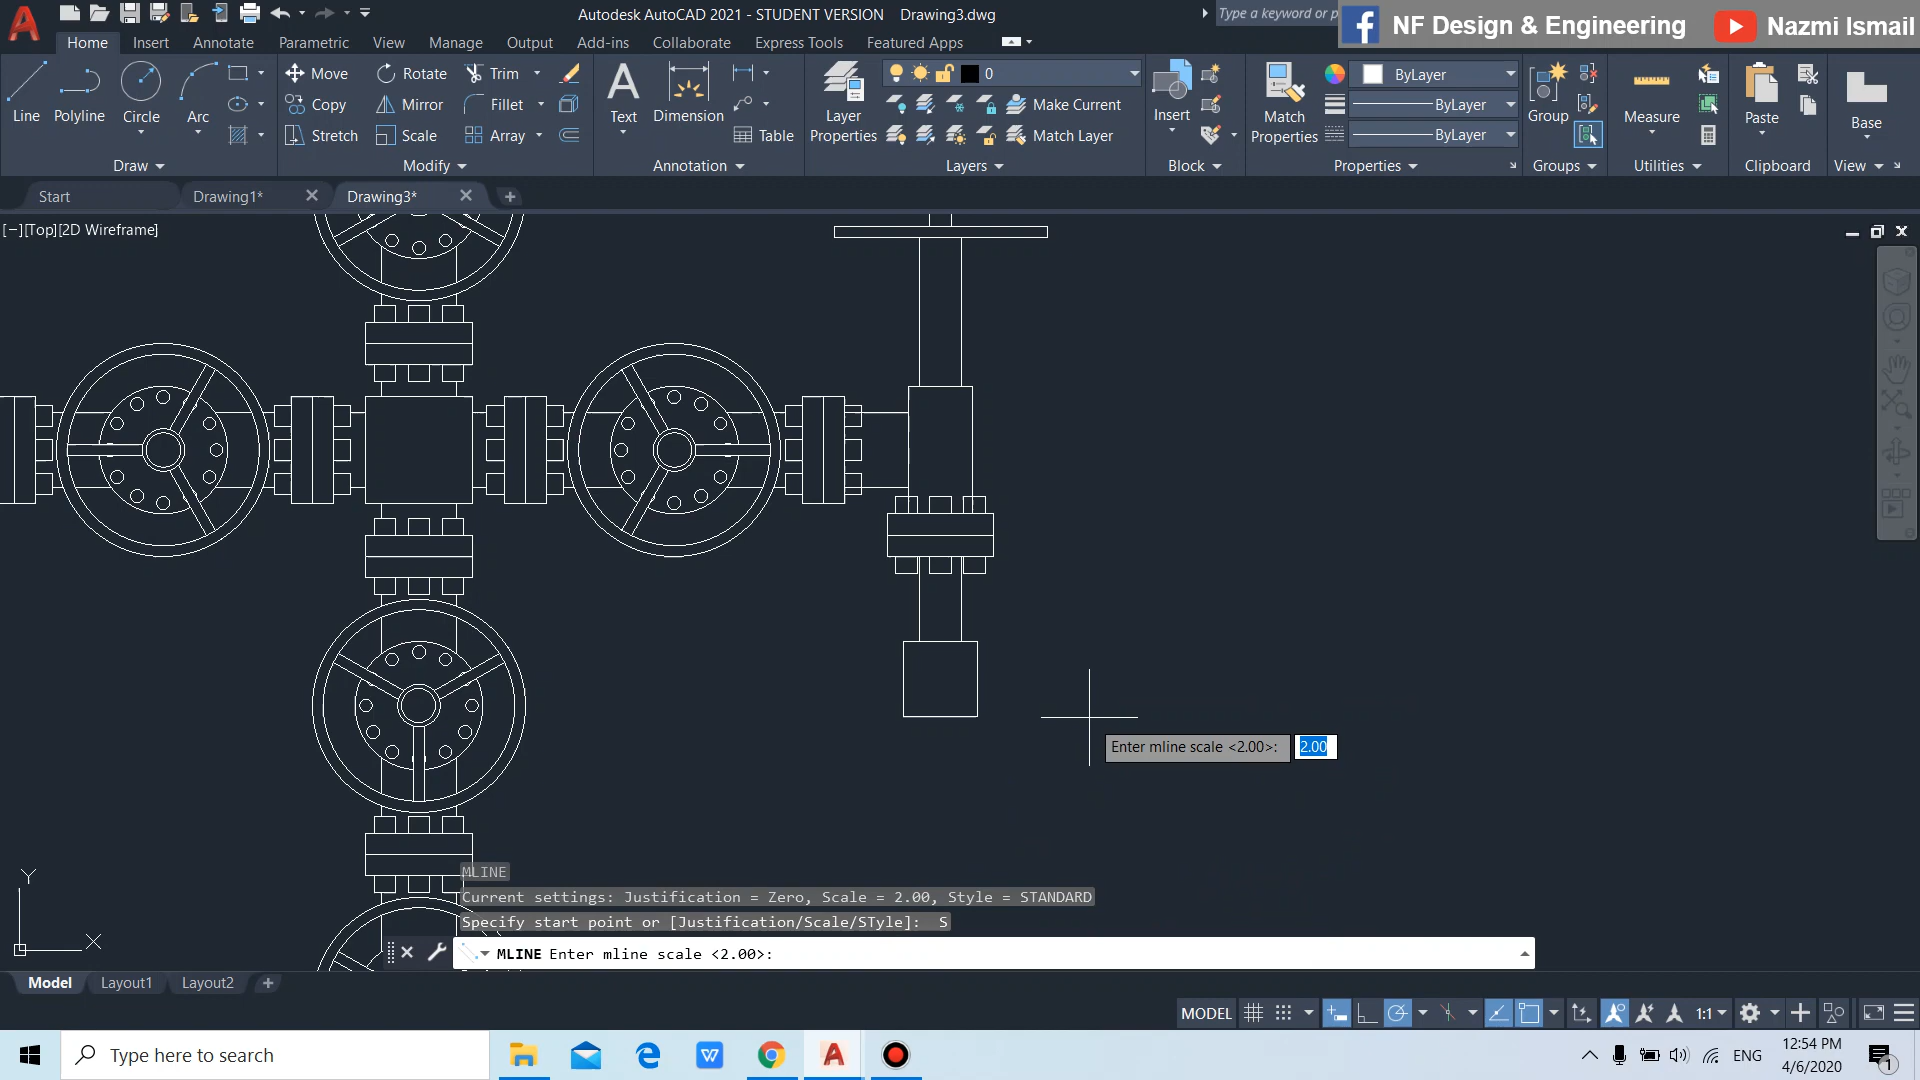 Autodesk AutoCAD 2021 - STUDENT VERSION Drawing3.dwg
Type a keyword or p
NF Design & Engineering
Nazmi Ismail
Home Insert Annotate Parametric View Manage Output Add-ins Collaborate Express Tools Featured Apps
Line Polyline Circle Arc
Move Rotate Trim
Copy Mirror Fillet
Stretch Scale Array
Text Dimension Table
Layer Properties
0
Make Current
Match Layer
Insert
Match Properties
ByLayer
ByLayer
ByLayer
Group Measure Paste Base
Draw Modify Annotation Layers Block Properties Groups Utilities Clipboard View
Start Drawing1* Drawing3*
[−][Top][2D Wireframe]
Enter mline scale <2.00>: 2.00
Y
X
MLINE
Current settings: Justification = Zero, Scale = 2.00, Style = STANDARD
Specify start point or [Justification/Scale/STyle]: S
MLINE Enter mline scale <2.00>:
Model Layout1 Layout2
MODEL 1:1
Type here to search
ENG
12:54 PM
4/6/2020
1